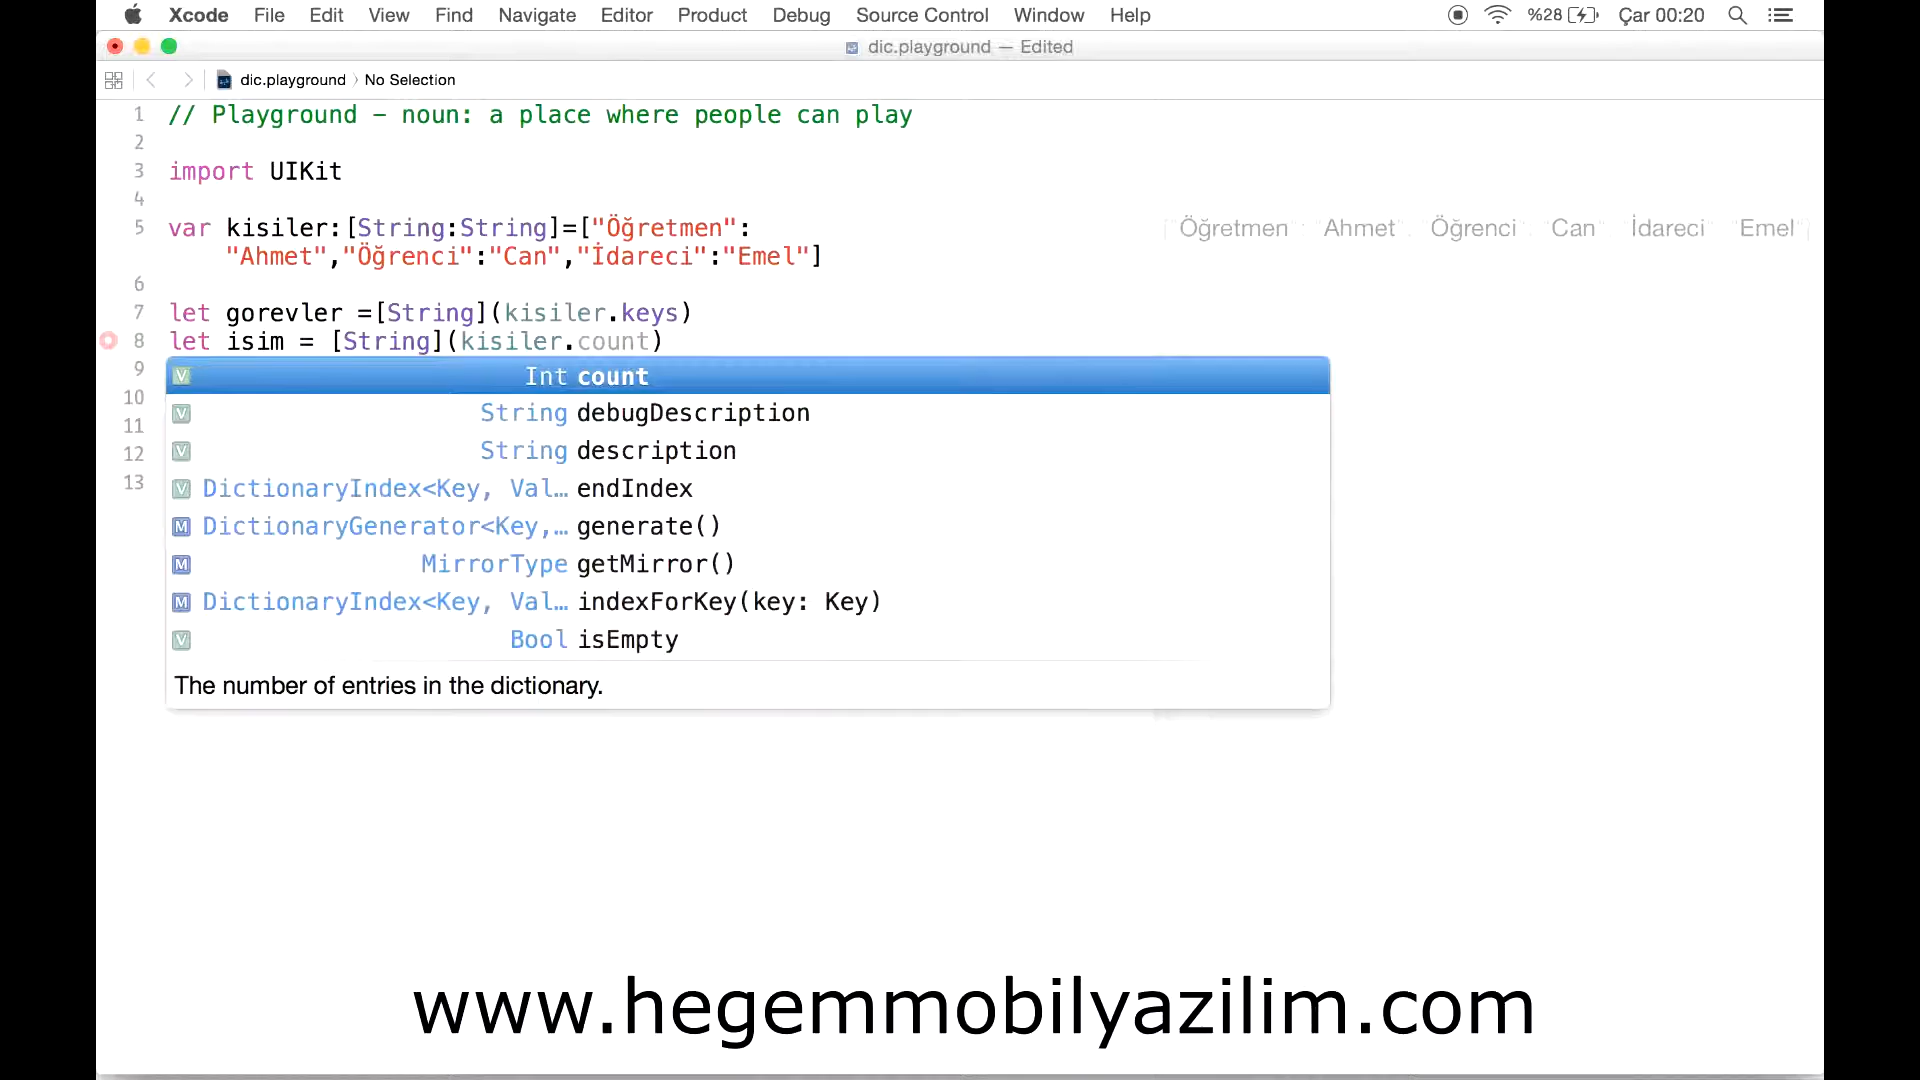 Xcode File Edit View Find Navigate Editor Product Debug Source Control Window Help %28 Çar 00:20
dic.playground — Edited
dic.playground 〉 No Selection
1 // Playground - noun: a place where people can play
2
3 import UIKit
4
5 var kisiler:[String:String]=["Öğretmen": Öğretmen Ahmet Öğrenci Can İdareci Emel
"Ahmet","Öğrenci":"Can","İdareci":"Emel"]
6
7 let gorevler =[String](kisiler.keys)
8 let isim = [String](kisiler.count)
9 V Int count
10 V String debugDescription
11
12 V String description
13 V DictionaryIndex<Key, Val… endIndex
M DictionaryGenerator<Key,… generate()
M MirrorType getMirror()
M DictionaryIndex<Key, Val… indexForKey(key: Key)
V Bool isEmpty
The number of entries in the dictionary.
www.hegemmobilyazilim.com